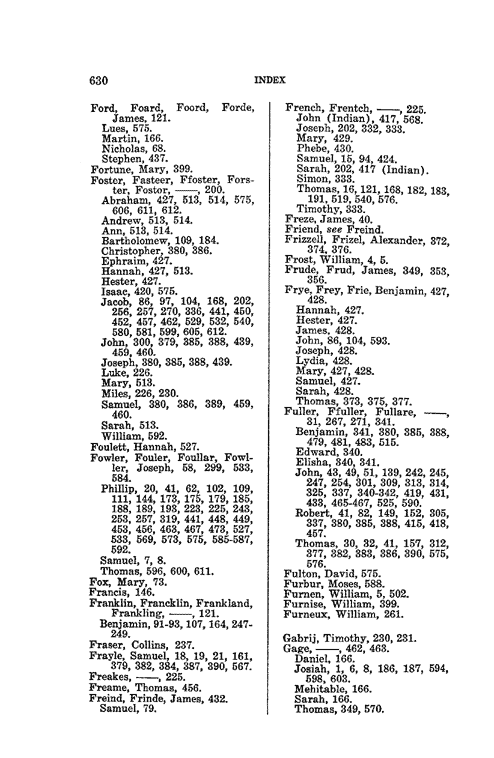 630 INDEX
Ford, Foard, Foord, Forde,
James, 121.
Lues, 575.
Martin, 166.
Nicholas, 68.
Stephen, 437.
Fortune, Mary, 399.
Foster, Fasteer, Ffoster, Fors-
ter, Fostor, ——, 200.
Abraham, 427, 513, 514, 575,
606, 611, 612.
Andrew, 513, 514.
Ann, 513, 514.
Bartholomew, 109, 184.
Christopher, 380, 386.
Ephraim, 427.
Hannah, 427, 513.
Hester, 427.
Isaac, 420, 575.
Jacob, 86, 97, 104, 168, 202,
256, 257, 270, 336, 441, 450,
452, 457, 462, 529, 532, 540,
580, 581, 599, 605, 612.
John, 300, 379, 385, 388, 439,
459, 460.
Joseph, 380, 385, 388, 439.
Luke, 226.
Mary, 513.
Miles, 226, 230.
Samuel, 380, 386, 389, 459,
460.
Sarah, 513.
William, 592.
Foulett, Hannah, 527.
Fowler, Fouler, Foullar, Fowl-
ler, Joseph, 58, 299, 533,
584.
Phillip, 20, 41, 62, 102, 109,
111, 144, 173, 175, 179, 185,
188, 189, 193, 223, 225, 243,
253, 257, 319, 441, 448, 449,
453, 456, 463, 467, 473, 527,
533, 569, 573, 575, 585-587,
592.
Samuel, 7, 8.
Thomas, 596, 600, 611.
Fox, Mary, 73.
Francis, 146.
Franklin, Francklin, Frankland,
Frankling, ——, 121.
Benjamin, 91-93, 107, 164, 247-
249.
Fraser, Collins, 237.
Frayle, Samuel, 18, 19, 21, 161,
379, 382, 384, 387, 390, 567.
Freakes, ——, 225.
Freame, Thomas, 456.
Freind, Frinde, James, 432.
Samuel, 79.
French, Frentch, ——, 225.
John (Indian), 417, 568.
Joseph, 202, 332, 333.
Mary, 429.
Phebe, 430.
Samuel, 15, 94, 424.
Sarah, 202, 417 (Indian).
Simon, 333.
Thomas, 16, 121, 168, 182, 183,
191, 519, 540, 576.
Timothy, 333.
Freze, James, 40.
Friend, see Freind.
Frizzell, Frizel, Alexander, 372,
374, 376.
Frost, William, 4, 5.
Frude, Frud, James, 349, 353,
356.
Frye, Frey, Frie, Benjamin, 427,
428.
Hannah, 427.
Hester, 427.
James, 428.
John, 86, 104, 593.
Joseph, 428.
Lydia, 428.
Mary, 427, 428.
Samuel, 427.
Sarah, 428.
Thomas, 373, 375, 377.
Fuller, Ffuller, Fullare, ——,
31, 267, 271, 341.
Benjamin, 341, 380, 385, 388,
479, 481, 483, 515.
Edward, 340.
Elisha, 340, 341.
John, 43, 49, 51, 139, 242, 245,
247, 254, 301, 309, 313, 314,
325, 337, 340-342, 419, 431,
433, 465-467, 525, 590.
Robert, 41, 82, 149, 152, 305,
337, 380, 385, 388, 415, 418,
457.
Thomas, 30, 32, 41, 157, 312,
377, 382, 383, 386, 390, 575,
576.
Fulton, David, 575.
Furbur, Moses, 588.
Furnen, William, 5, 502.
Furnise, William, 399.
Furneux, William, 261.
Gabrij, Timothy, 230, 231.
Gage, ——, 462, 463.
Daniel, 166.
Josiah, 1, 6, 8, 186, 187, 594,
598, 603.
Mehitable, 166.
Sarah, 166.
Thomas, 349, 570.